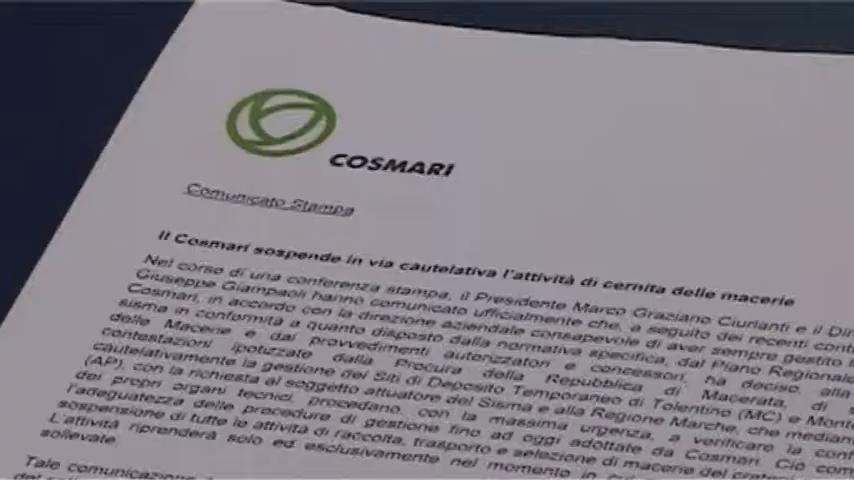 COSMARI
Comunicato Stampa
Il Cosmari sospende in via cautelativa l'attività di cernita delle macerie
Nel corso di una conferenza stampa, il Presidente Marco Graziano Ciurlanti e il
Giuseppe Giampaoli hanno comunicato ufficialmente che, a seguito dei recenti
Cosmari, in accordo con la direzione aziendale consapevole di aver sempre gestito
sisma in conformità a quanto disposto dalla normativa specifica, dal Piano Regionale
delle Macerie e dai provvedimenti autorizzatori e concessori, ha deciso, alla
contestazioni ipotizzate dalla Procura della Repubblica di Macerata, di
cautelativamente la gestione dei Siti di Deposito Temporaneo di Tolentino (MC) e
(AP), con la richiesta al soggetto attuatore del Sisma e alla Regione Marche, che
dei propri organi tecnici, procedano, con la massima urgenza, a verificare la
l'adeguatezza delle procedure di gestione fino ad oggi adottate da Cosmari. Ciò
sospensione di tutte le attività di raccolta, trasporto e selezione di macerie del
L'attività riprenderà solo ed esclusivamente nel momento in cui
sollevate.
Tale comunicazione